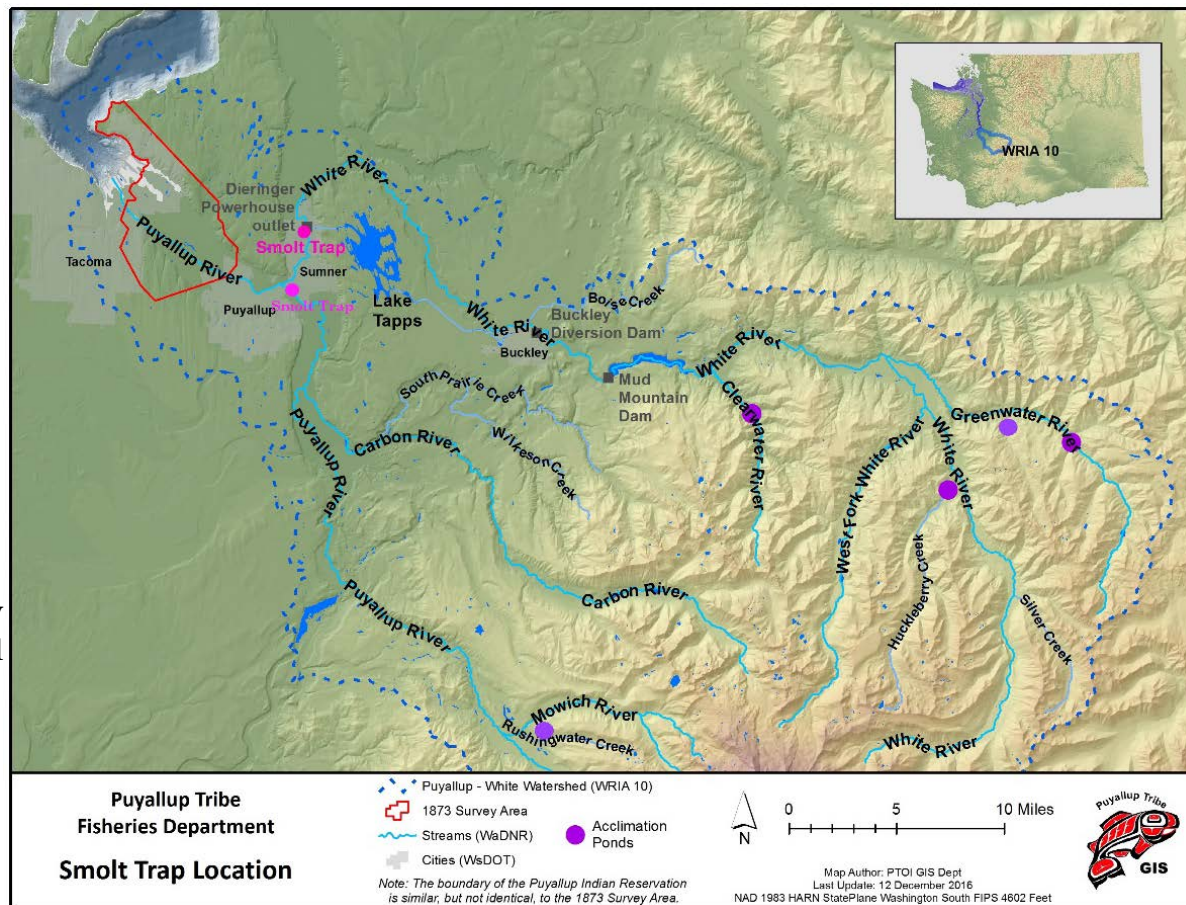 WRIA 10
White River
Dieringer
Powerhouse
outlet
Smolt Trap
Puyallup River
Tacoma
Sumner
Smolt Trap
Puyallup
Lake
Tapps
White River
Boise Creek
Buckley
Diversion Dam
Buckley
White River
Mud
Mountain
Dam
South Prairie Creek
Clearwater River
Greenwater River
Puyallup River
Carbon River
Wilkeson Creek
West Fork White River
White River
Huckleberry Creek
Silver Creek
Carbon River
Puyallup River
Mowich River
Rushingwater Creek
White River
Puyallup Tribe
Fisheries Department
Smolt Trap Location
Puyallup - White Watershed (WRIA 10)
1873 Survey Area
Streams (WaDNR)
Cities (WsDOT)
Acclimation
Ponds
Note: The boundary of the Puyallup Indian Reservation
is similar, but not identical, to the 1873 Survey Area.
N
0 5 10 Miles
Map Author: PTOI GIS Dept
Last Update: 12 December 2016
NAD 1983 HARN StatePlane Washington South FIPS 4602 Feet
Puyallup Tribe
GIS